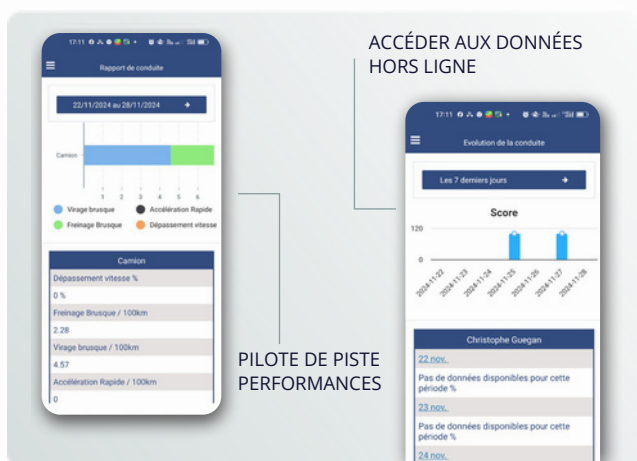 17:11
Rapport de conduite
22/11/2024 au 28/11/2024 →
Camion
1 2 3 4 5 6
Virage brusque
Accélération Rapide
Freinage Brusque
Dépassement vitesse
Camion
Dépassement vitesse %
0 %
Freinage Brusque / 100km
2.28
Virage brusque / 100km
4.57
Accélération Rapide / 100km
0
PILOTE DE PISTE
PERFORMANCES
ACCÉDER AUX DONNÉES
HORS LIGNE
17:11
Evolution de la conduite
Les 7 derniers jours →
Score
120
0
2024-11-22
2024-11-23
2024-11-24
2024-11-25
2024-11-26
2024-11-27
2024-11-28
Christophe Guegan
22 nov.
Pas de données disponibles pour cette
période %
23 nov.
Pas de données disponibles pour cette
période %
24 nov.